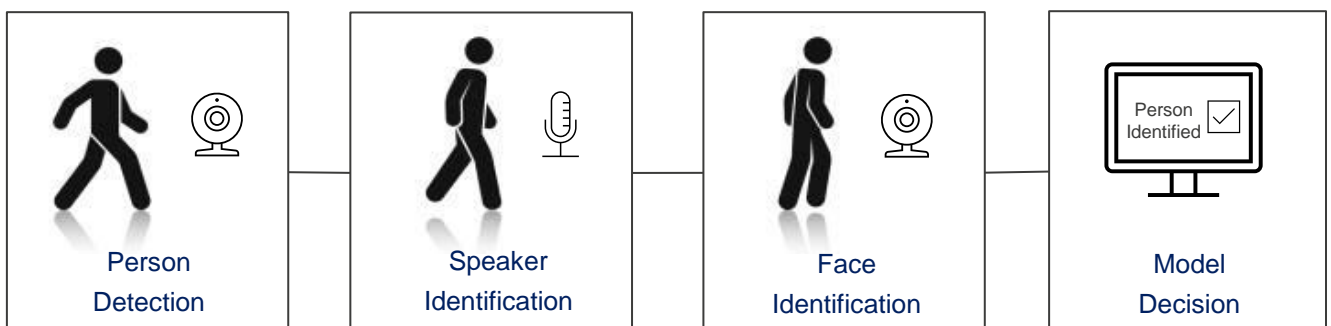 Person
Detection
Speaker
Identification
Face
Identification
Person
Identified
Model
Decision